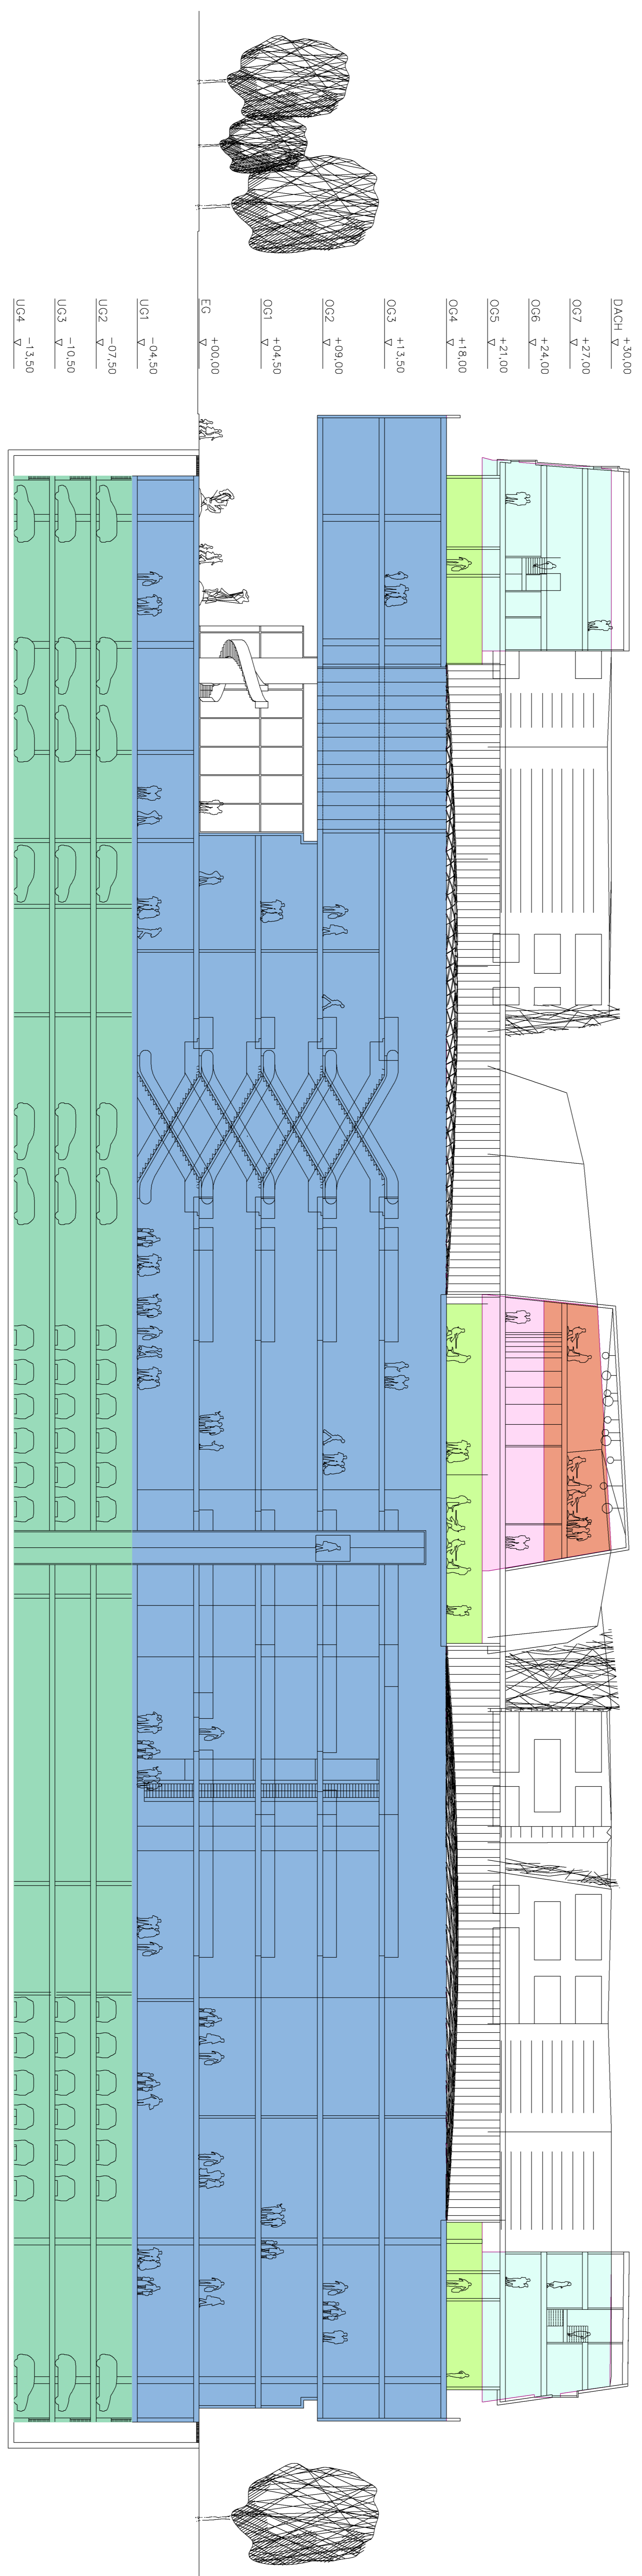 DACH +30,00
OG7 +27,00
OG6 +24,00
OG5 +21,00
OG4 +18,00
OG3 +13,50
OG2 +09,00
OG1 +04,50
EG +00,00
UG1 -04,50
UG2 -07,50
UG3 -10,50
UG4 -13,50